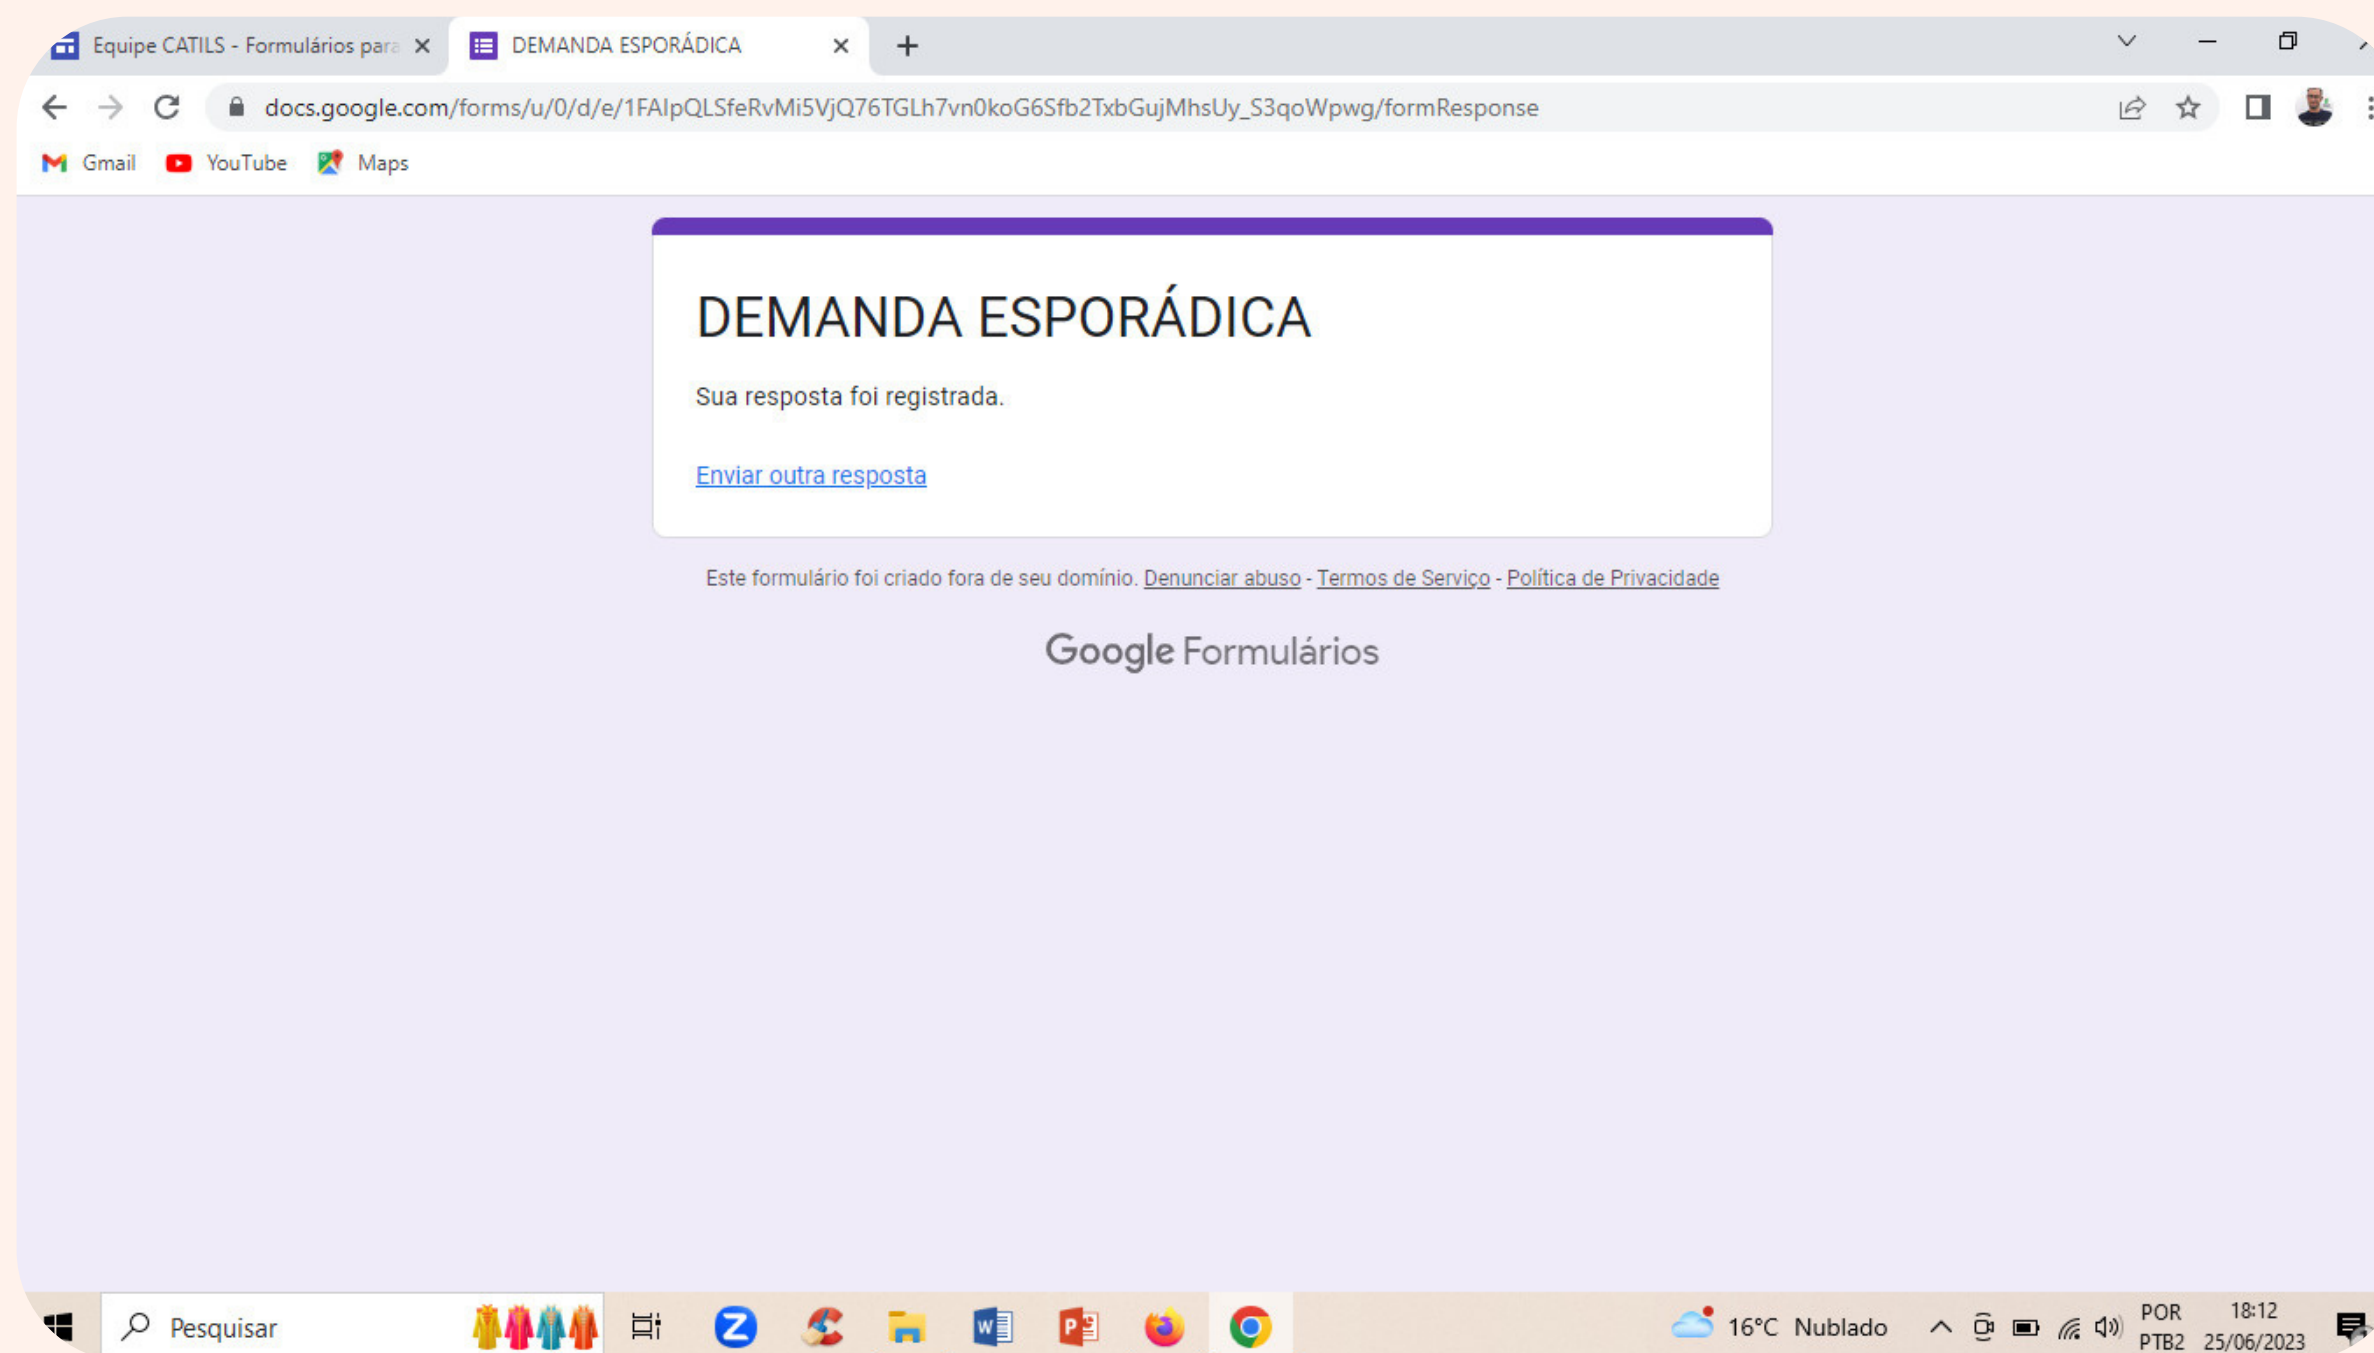 Equipe CATILS - Formulários para
DEMANDA ESPORÁDICA
docs.google.com/forms/u/0/d/e/1FAIpQLSfeRvMi5VjQ76TGLh7vn0koG6Sfb2TxbGujMhsUy_S3qoWpwg/formResponse
Gmail YouTube Maps
DEMANDA ESPORÁDICA
Sua resposta foi registrada.
Enviar outra resposta
Este formulário foi criado fora de seu domínio. Denunciar abuso - Termos de Serviço - Política de Privacidade
Google Formulários
Pesquisar
16°C Nublado
POR
PTB2
18:12
25/06/2023